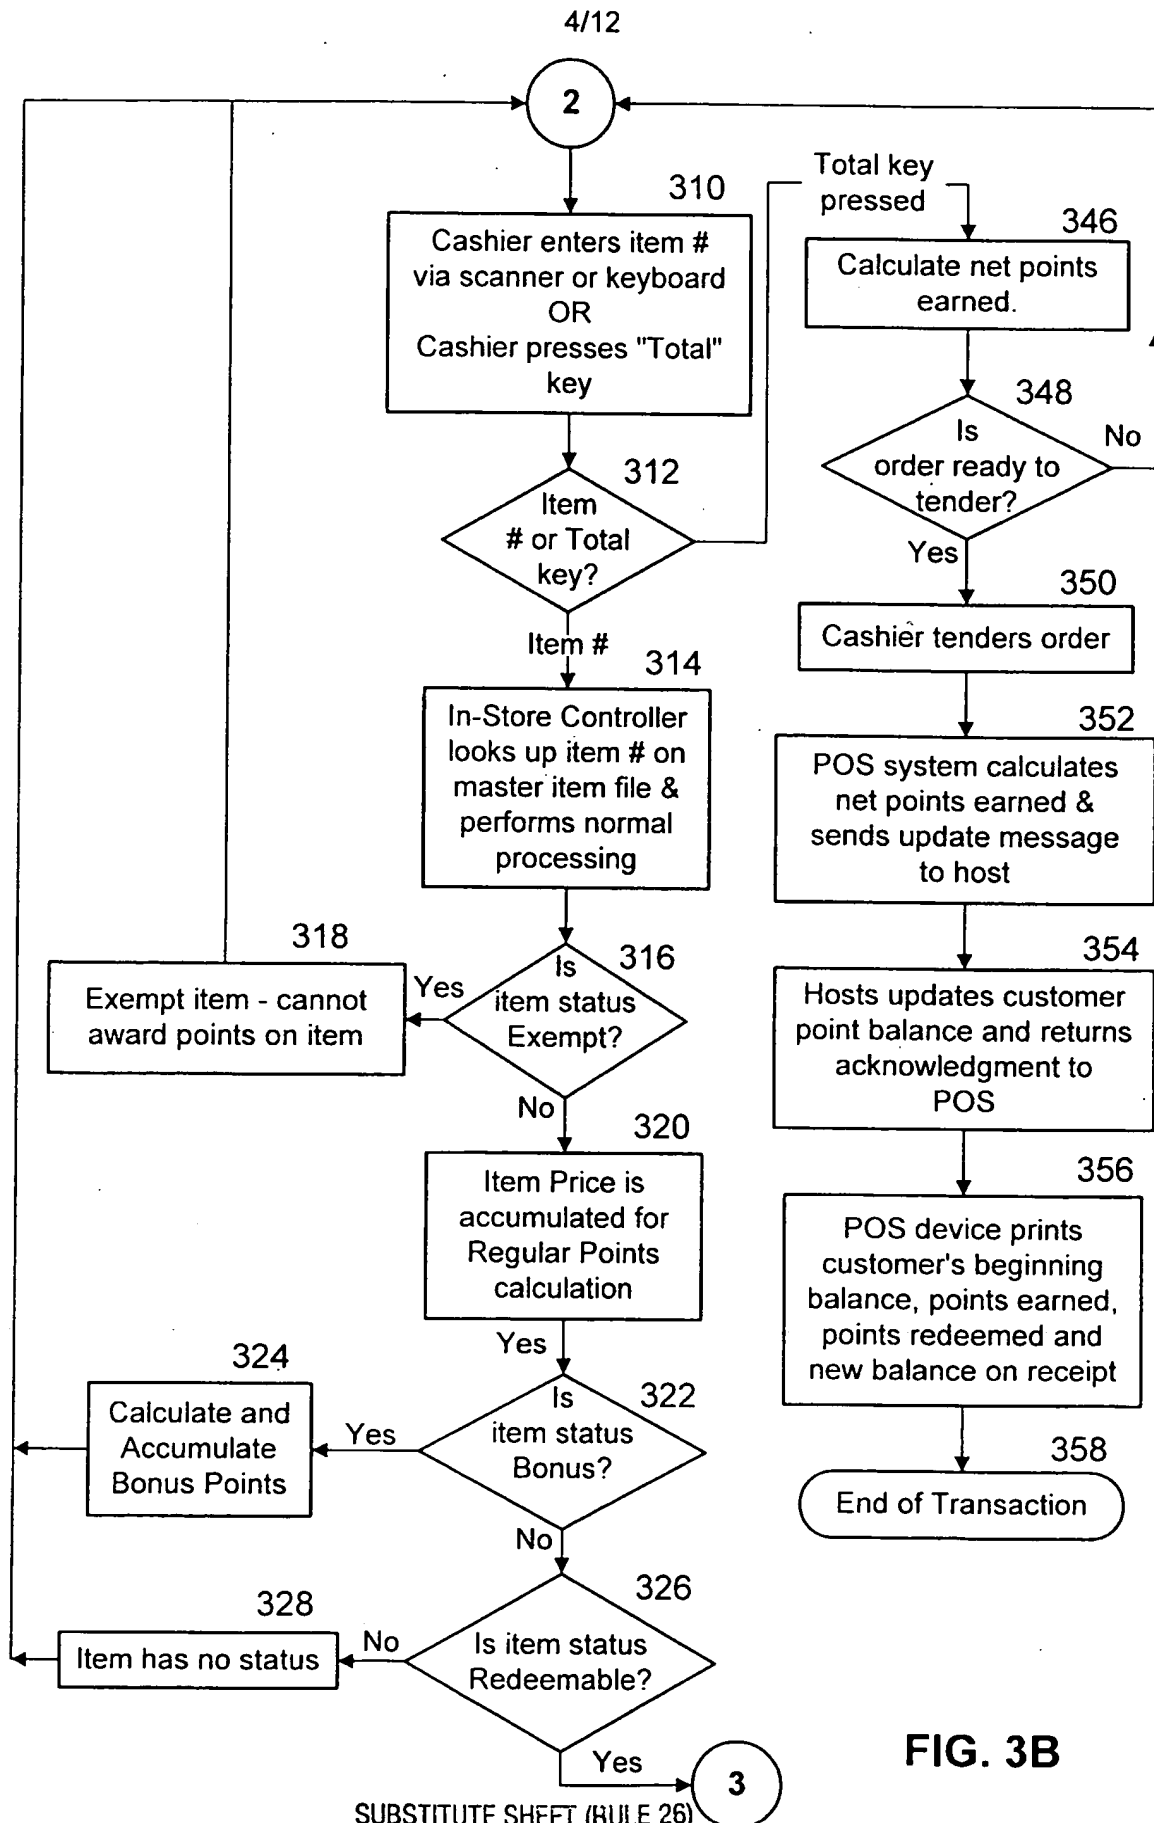 4/12
2
310
Cashier enters item #
via scanner or keyboard
OR
Cashier presses "Total"
key
312
Item
# or Total
key?
Item #
314
In-Store Controller
looks up item # on
master item file &
performs normal
processing
316
Is
item status
Exempt?
Yes
318
Exempt item - cannot
award points on item
No
320
Item Price is
accumulated for
Regular Points
calculation
Yes
322
Is
item status
Bonus?
Yes
324
Calculate and
Accumulate
Bonus Points
No
326
Is item status
Redeemable?
No
328
Item has no status
Yes
3
Total key
pressed
346
Calculate net points
earned.
348
Is
order ready to
tender?
No
Yes
350
Cashier tenders order
352
POS system calculates
net points earned &
sends update message
to host
354
Hosts updates customer
point balance and returns
acknowledgment to
POS
356
POS device prints
customer's beginning
balance, points earned,
points redeemed and
new balance on receipt
358
End of Transaction
FIG. 3B
SUBSTITUTE SHEET (RULE 26)